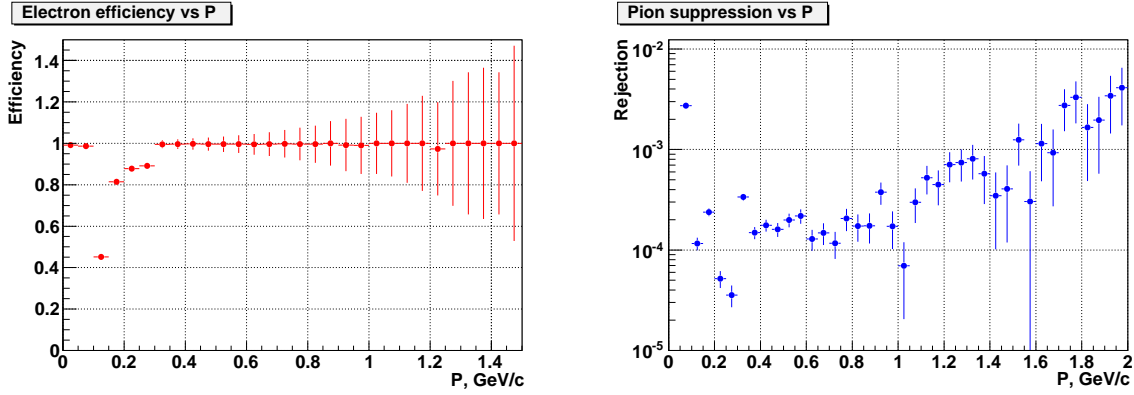 Electron efficiency vs P
Efficiency
1.4
1.2
1
0.8
0.6
0.4
0.2
0
0 0.2 0.4 0.6 0.8 1 1.2 1.4
P, GeV/c
Pion suppression vs P
Rejection
10^-2
10^-3
10^-4
10^-5
0.2 0.4 0.6 0.8 1 1.2 1.4 1.6 1.8 2
P, GeV/c